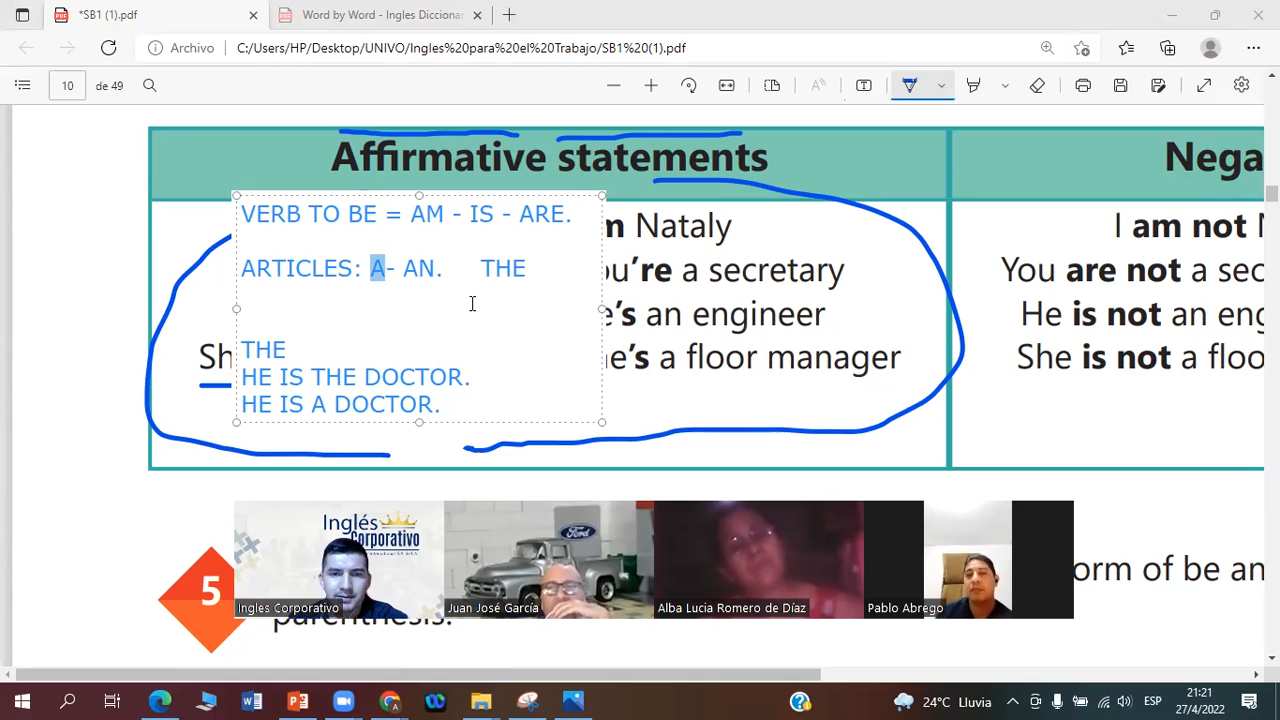 *SB1 (1).pdf
Word by Word - Ingles Dicciona
Archivo
C:/Users/HP/Desktop/UNIVO/Ingles%20para%20el%20Trabajo/SB1%20(1).pdf
10 de 49
Affirmative statements
Nega
VERB TO BE = AM - IS - ARE.
m Nataly
I am not N
ARTICLES: A- AN. THE
u're a secretary
You are not a sec
e's an engineer
He is not an eng
THE
Sh
e's a floor manager
She is not a floo
HE IS THE DOCTOR.
HE IS A DOCTOR.
5
orm of be an
parenthesis.
Inglés
Corporativo
Ford
Ingles Corporativo
Juan José García
Alba Lucia Romero de Díaz
Pablo Abrego
24°C Lluvia
ESP
21:21
27/4/2022